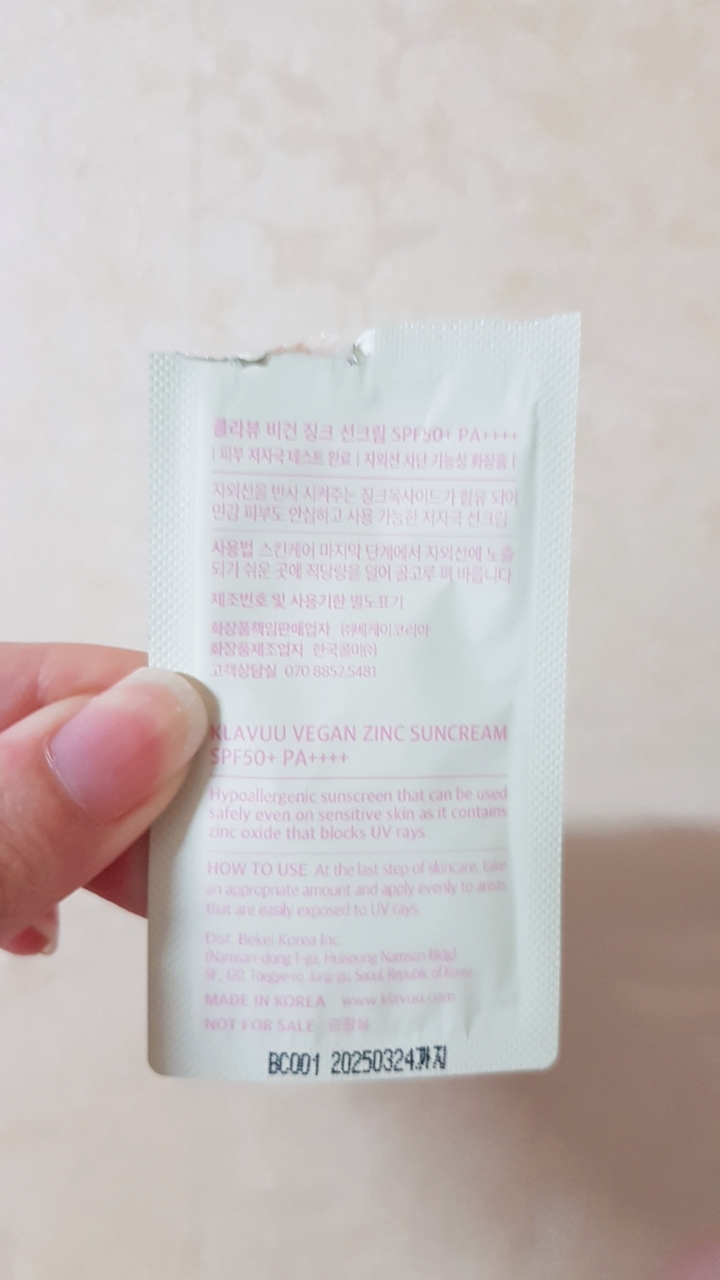 클라뷰 비건 징크 선크림 SPF50+ PA++++
| 피부 저자극 테스트 완료 | 자외선 차단 기능성 화장품 |
자외선을 반사 시켜주는 징크옥사이드가 함유 되어
민감 피부도 안심하고 사용 가능한 저자극 선크림
사용법 스킨케어 마지막 단계에서 자외선에 노출
되기 쉬운 곳에 적당량을 덜어 골고루 펴 바릅니다
제조번호 및 사용기한 별도표기
화장품책임판매업자 ㈜베케이코리아
화장품제조업자 한국콜마㈜
고객상담실 070.8852.5481
KLAVUU VEGAN ZINC SUNCREAM
SPF50+ PA++++
Hypoallergenic sunscreen that can be used
safely even on sensitive skin as it contains
zinc oxide that blocks UV rays
HOW TO USE At the last step of skincare, take
an appropriate amount and apply evenly to areas
that are easily exposed to UV rays.
Dist. Bekei Korea Inc.
(Namsan-dong 1-ga, Huiseong Namsan Bldg)
9F, 120, Toegye-ro, Jung-gu, Seoul, Republic of Korea
MADE IN KOREA www.klavuu.com
NOT FOR SALE 증정용
BC001 20250324까지